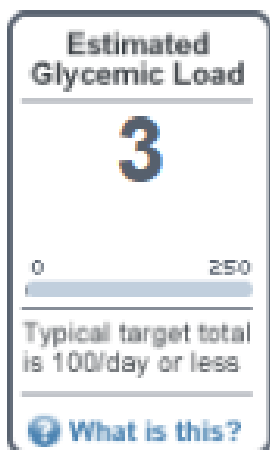 Estimated
Glycemic Load
3
0 250
Typical target total
is 100/day or less
What is this?